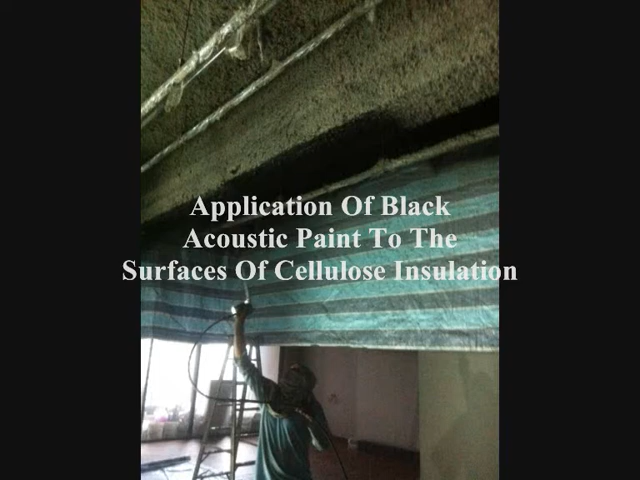 Application Of Black
Acoustic Paint To The
Surfaces Of Cellulose Insulation